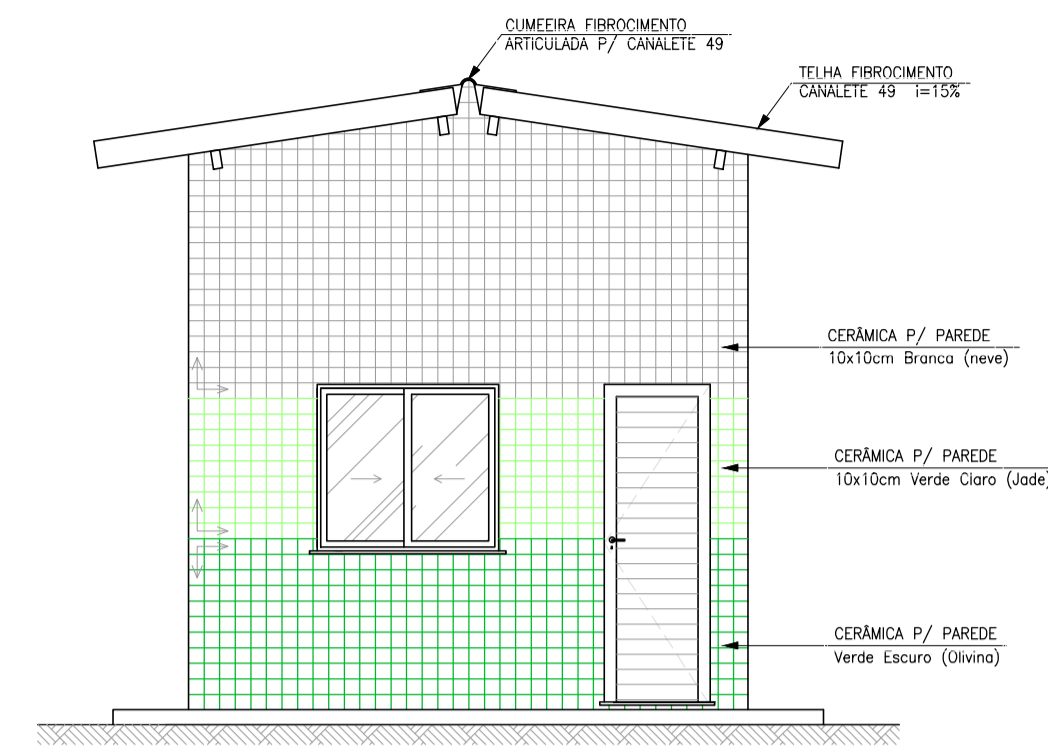 CUMEEIRA FIBROCIMENTO
ARTICULADA P/ CANALETE 49
TELHA FIBROCIMENTO
CANALETE 49 i=15%
CERÂMICA P/ PAREDE
10x10cm Branca (neve)
CERÂMICA P/ PAREDE
10x10cm Verde Claro (Jade)
CERÂMICA P/ PAREDE
Verde Escuro (Olivina)